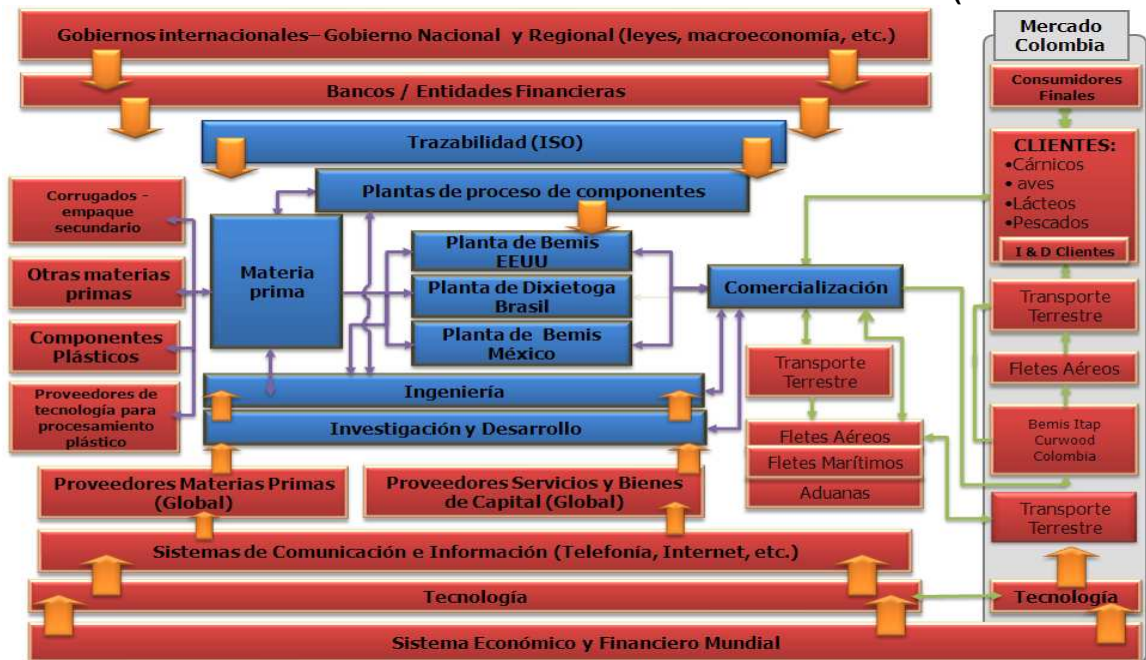 (
Gobiernos internacionales– Gobierno Nacional y Regional (leyes, macroeconomía, etc.)
Bancos / Entidades Financieras
Trazabilidad (ISO)
Plantas de proceso de componentes
Corrugados -
empaque
secundario
Otras materias
primas
Componentes
Plásticos
Proveedores de
tecnología para
procesamiento
plástico
Materia
prima
Planta de Bemis
EEUU
Planta de Dixietoga
Brasil
Planta de Bemis
México
Comercialización
Ingeniería
Investigación y Desarrollo
Transporte
Terrestre
Fletes Aéreos
Fletes Marítimos
Aduanas
Proveedores Materias Primas
(Global)
Proveedores Servicios y Bienes
de Capital (Global)
Sistemas de Comunicación e Información (Telefonía, Internet, etc.)
Tecnología
Sistema Económico y Financiero Mundial
Mercado
Colombia
Consumidores
Finales
CLIENTES:
•Cárnicos
• aves
•Lácteos
•Pescados
I & D Clientes
Transporte
Terrestre
Fletes Aéreos
Bemis Itap
Curwood
Colombia
Transporte
Terrestre
Tecnología